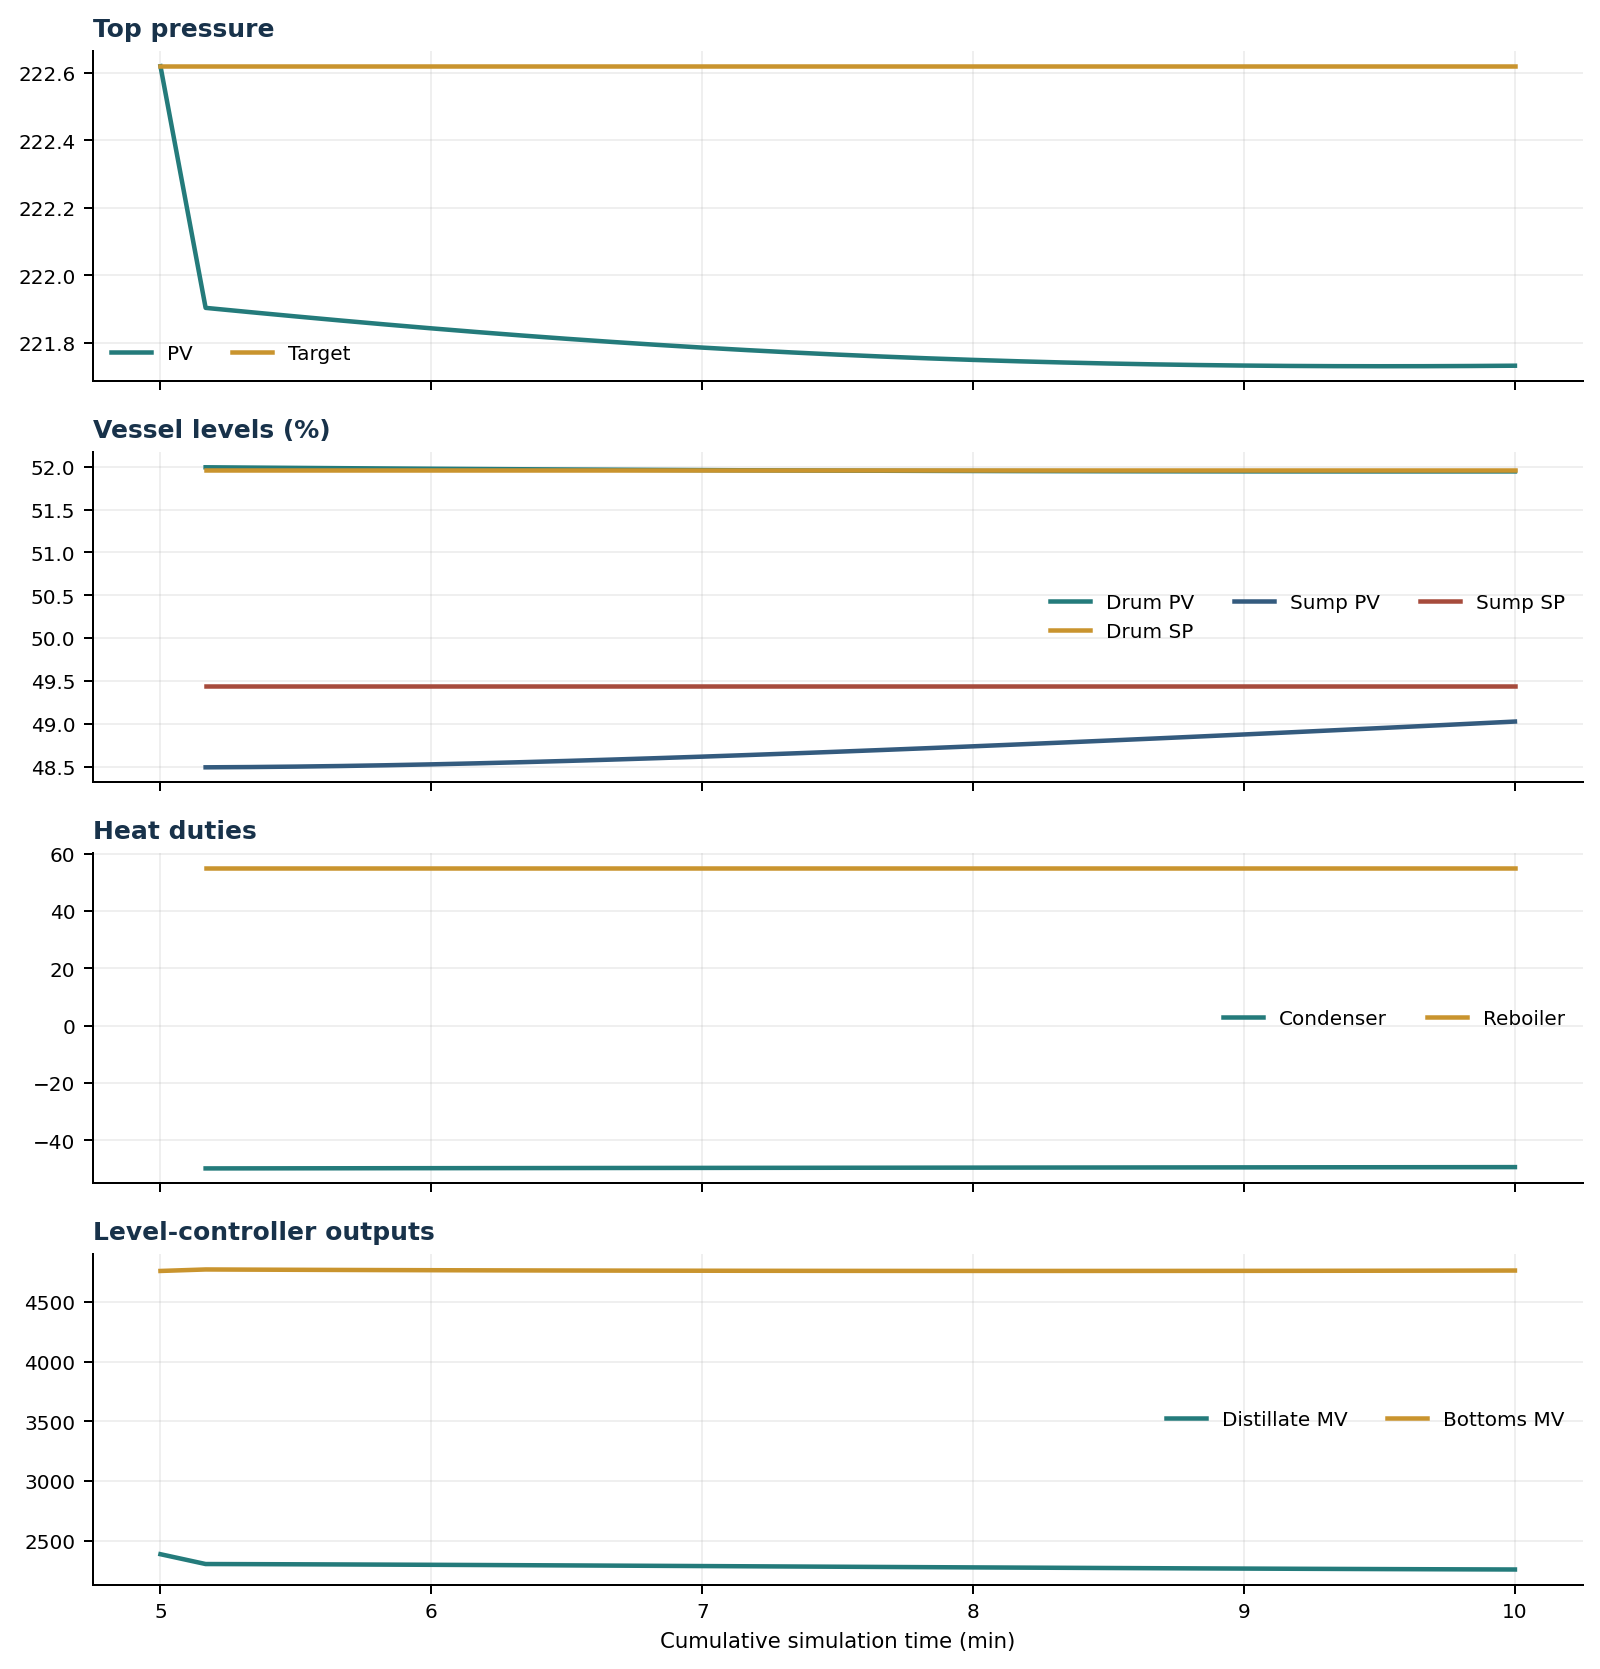 Top pressure
222.6
222.4
222.2
222.0
221.8
PV Target
Vessel levels (%)
52.0
51.5
51.0
50.5
50.0
49.5
49.0
48.5
Drum PV Sump PV Sump SP
Drum SP
Heat duties
60
40
20
0
−20
−40
Condenser Reboiler
Level-controller outputs
4500
4000
3500
3000
2500
Distillate MV Bottoms MV
5 6 7 8 9 10
Cumulative simulation time (min)